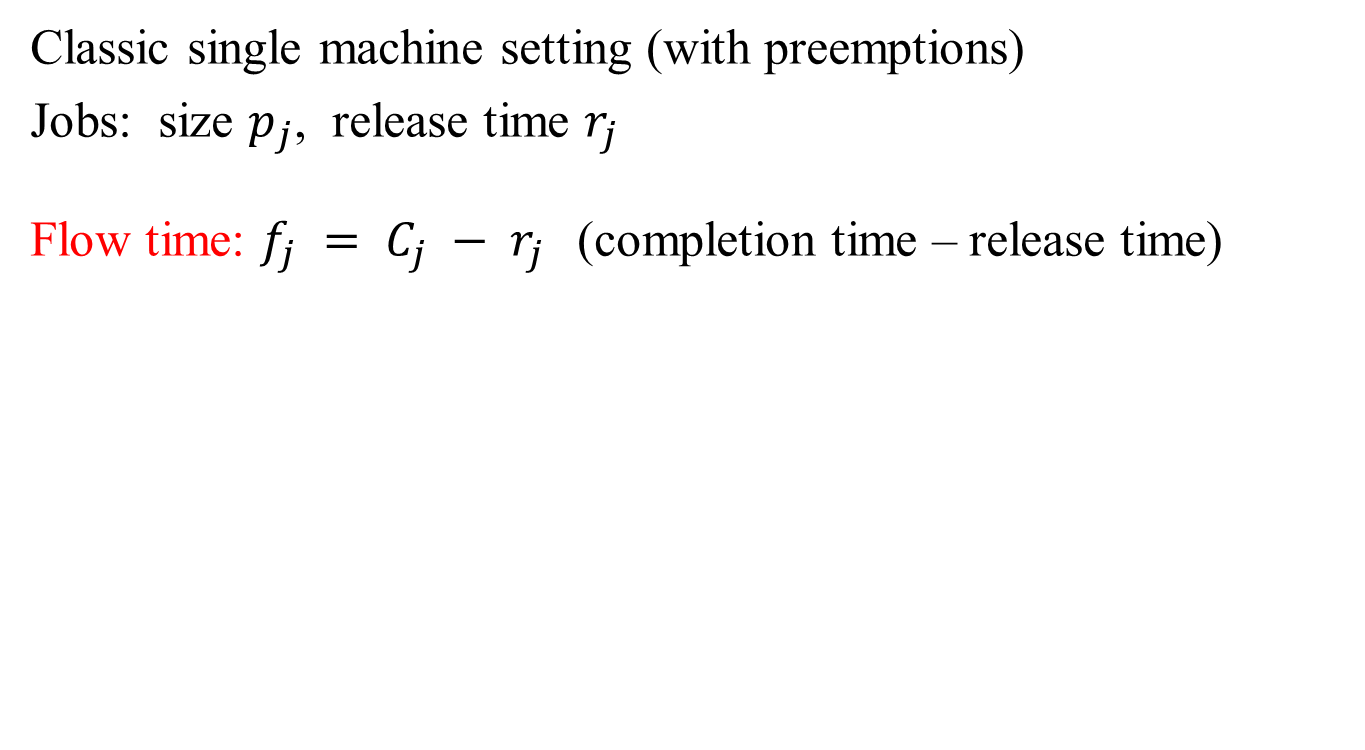 Classic single machine setting (with preemptions)
Jobs: size $p_j$, release time $r_j$
Flow time: $f_j = C_j - r_j$ (completion time – release time)